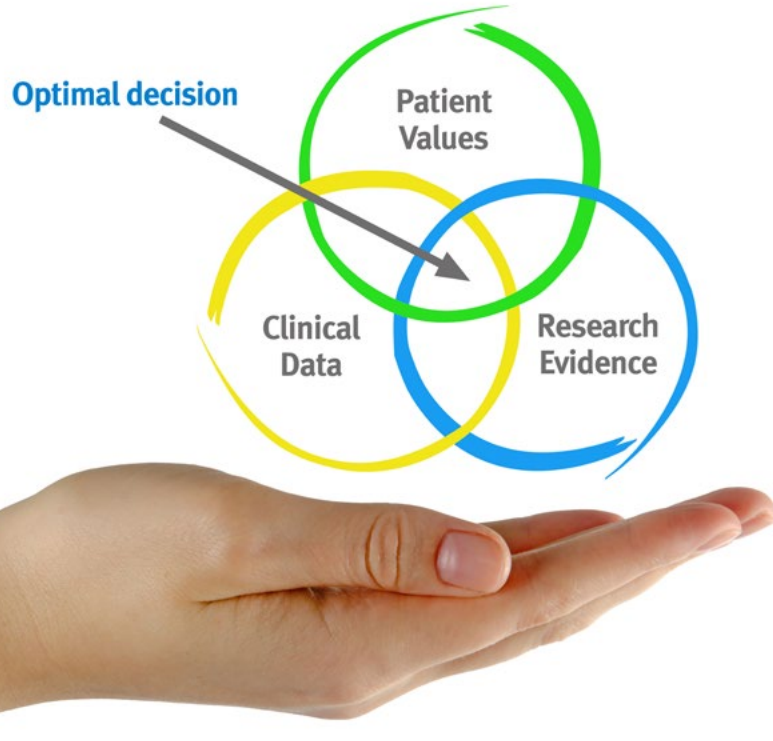 Optimal decision
Patient
Values
Clinical
Data
Research
Evidence